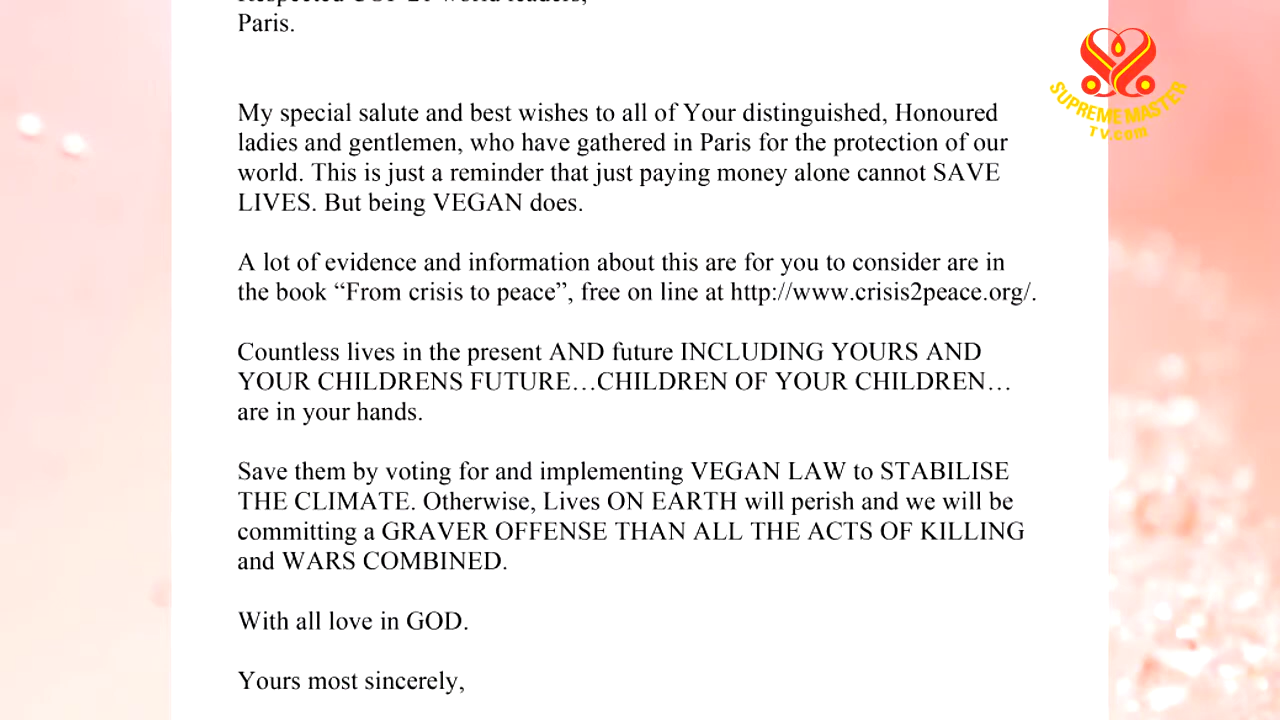 Respected COP 21 world leaders,
Paris.
My special salute and best wishes to all of Your distinguished, Honoured
ladies and gentlemen, who have gathered in Paris for the protection of our
world. This is just a reminder that just paying money alone cannot SAVE
LIVES. But being VEGAN does.
A lot of evidence and information about this are for you to consider are in
the book “From crisis to peace”, free on line at http://www.crisis2peace.org/.
Countless lives in the present AND future INCLUDING YOURS AND
YOUR CHILDRENS FUTURE…CHILDREN OF YOUR CHILDREN…
are in your hands.
Save them by voting for and implementing VEGAN LAW to STABILISE
THE CLIMATE. Otherwise, Lives ON EARTH will perish and we will be
committing a GRAVER OFFENSE THAN ALL THE ACTS OF KILLING
and WARS COMBINED.
With all love in GOD.
Yours most sincerely,
SUPREME MASTER
TV.com